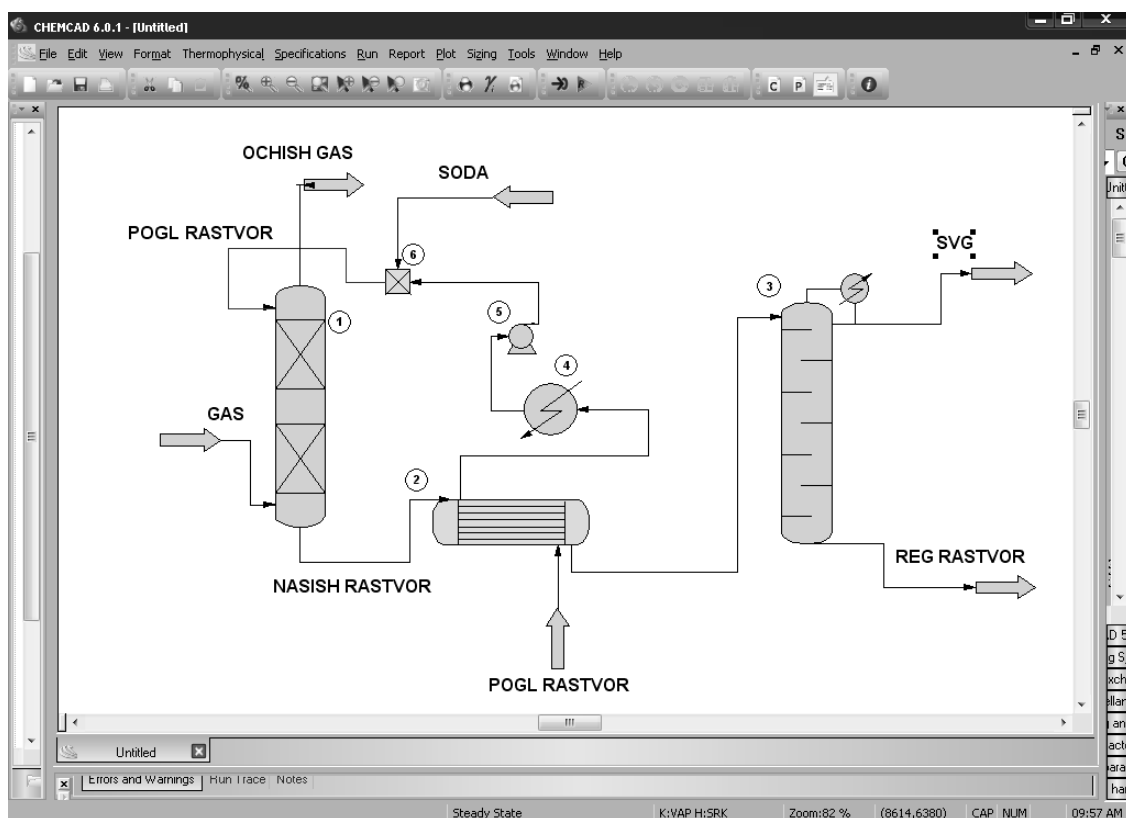 CHEMCAD 6.0.1 - [Untitled]
File Edit View Format Thermophysical Specifications Run Report Plot Sizing Tools Window Help
C P
OCHISH GAS
SODA
POGL RASTVOR
SVG
6
3
5
1
4
GAS
2
REG RASTVOR
NASISH RASTVOR
POGL RASTVOR
Untitled
Errors and Warnings Run Trace Notes
Steady State K:VAP H:SRK Zoom:82 % (8614,6380) CAP NUM 09:57 AM